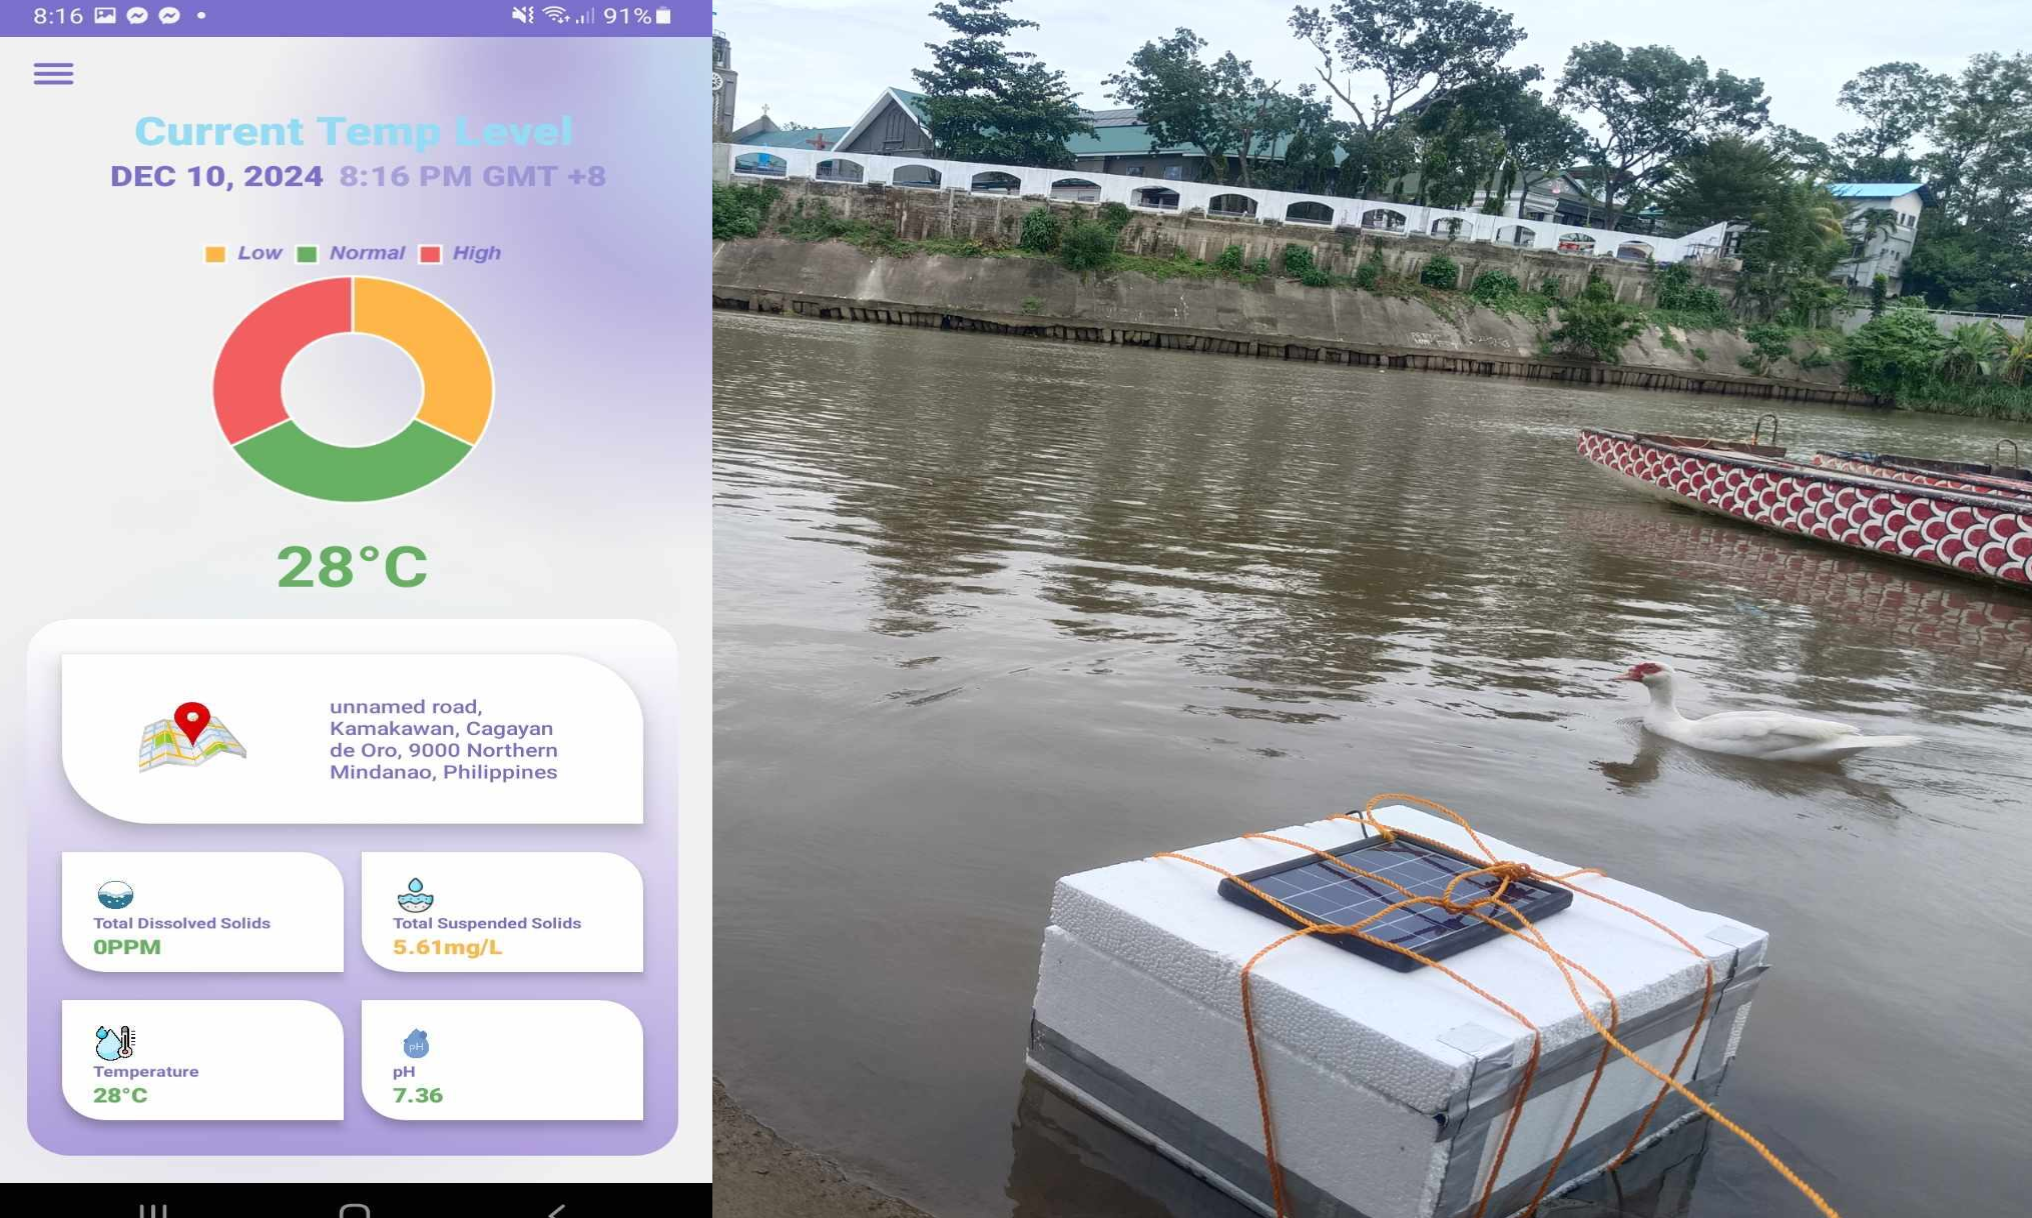 8:16
91%
Current Temp Level
DEC 10, 2024 8:16 PM GMT +8
Low Normal High
28°C
unnamed road,
Kamakawan, Cagayan
de Oro, 9000 Northern
Mindanao, Philippines
Total Dissolved Solids
0PPM
Total Suspended Solids
5.61mg/L
Temperature
28°C
pH
pH
7.36